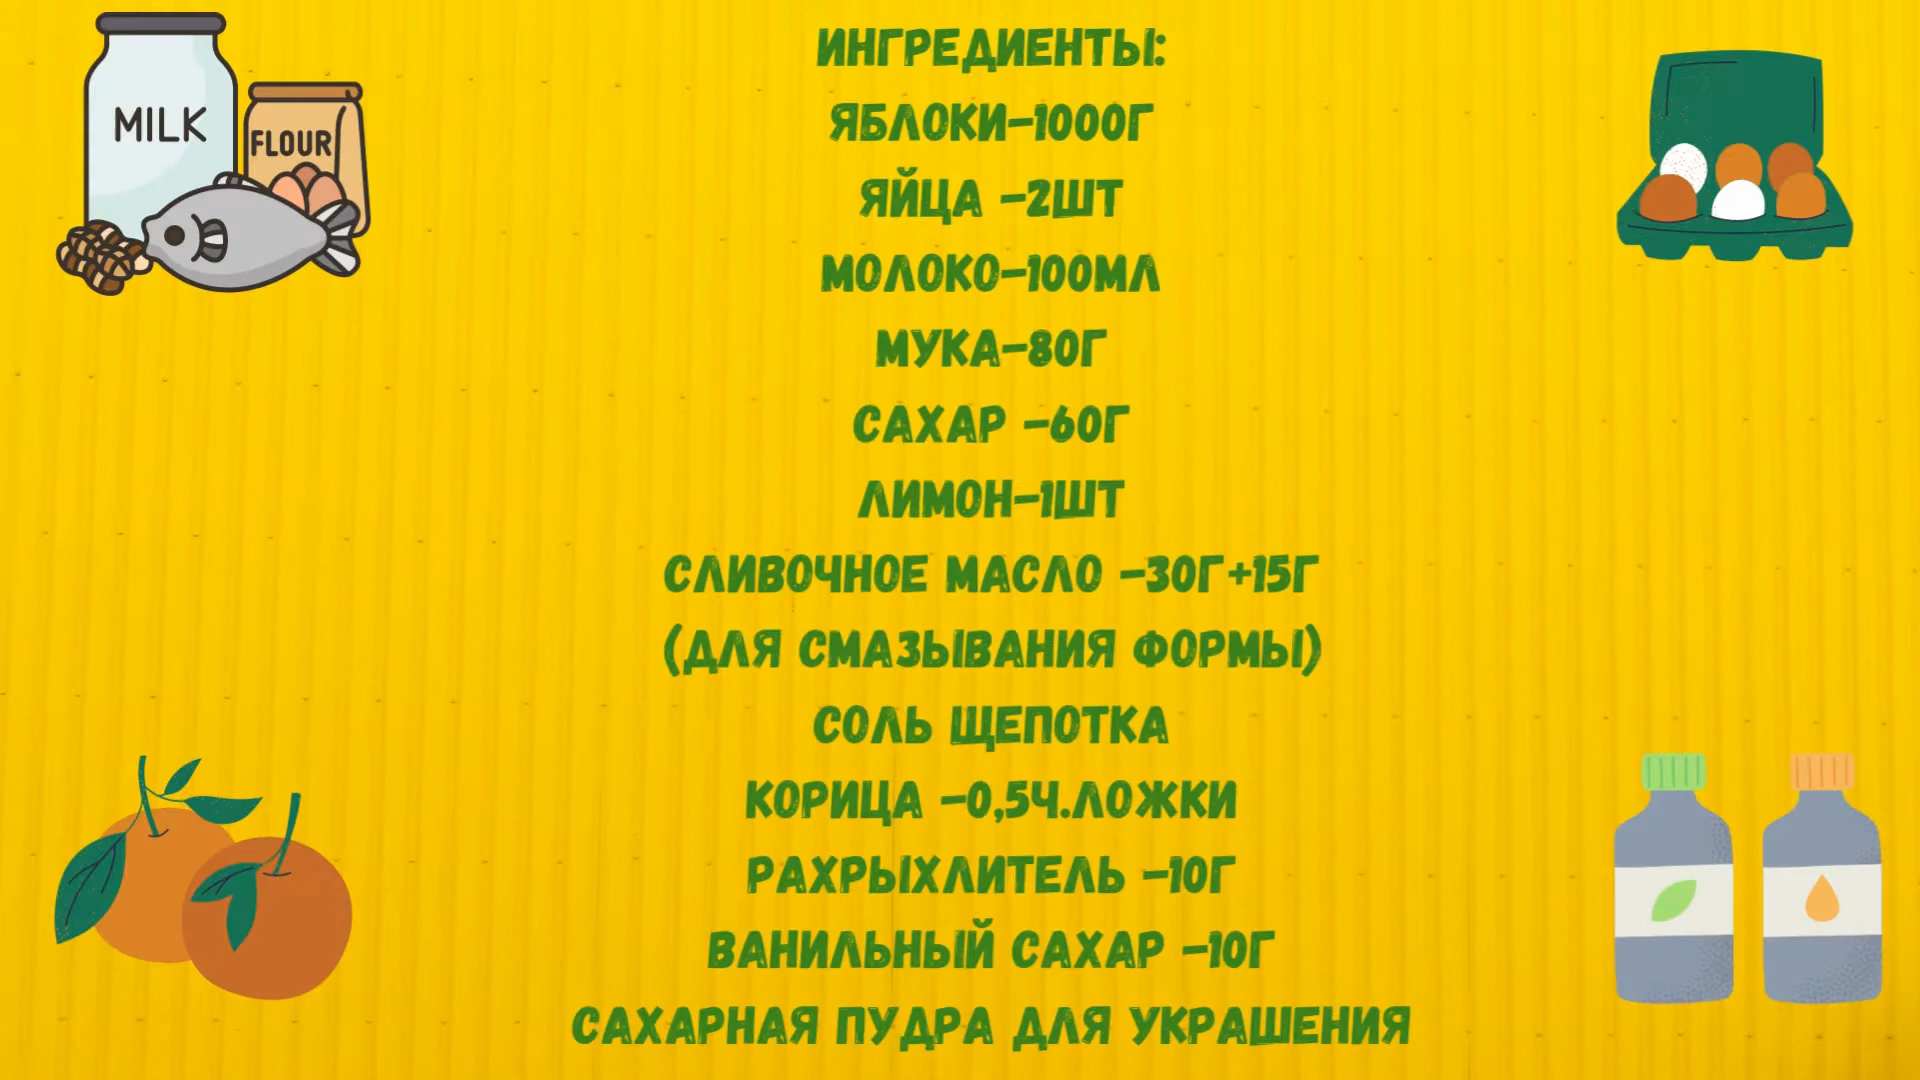 MILK
FLOUR
ИНГРЕДИЕНТЫ:
ЯБЛОКИ-1000Г
ЯЙЦА -2ШТ
МОЛОКО-100МЛ
МУКА-80Г
САХАР -60Г
ЛИМОН-1ШТ
СЛИВОЧНОЕ МАСЛО -30Г+15Г
(ДЛЯ СМАЗЫВАНИЯ ФОРМЫ)
СОЛЬ ЩЕПОТКА
КОРИЦА -0,5Ч.ЛОЖКИ
РАХРЫХЛИТЕЛЬ -10Г
ВАНИЛЬНЫЙ САХАР -10Г
САХАРНАЯ ПУДРА ДЛЯ УКРАШЕНИЯ